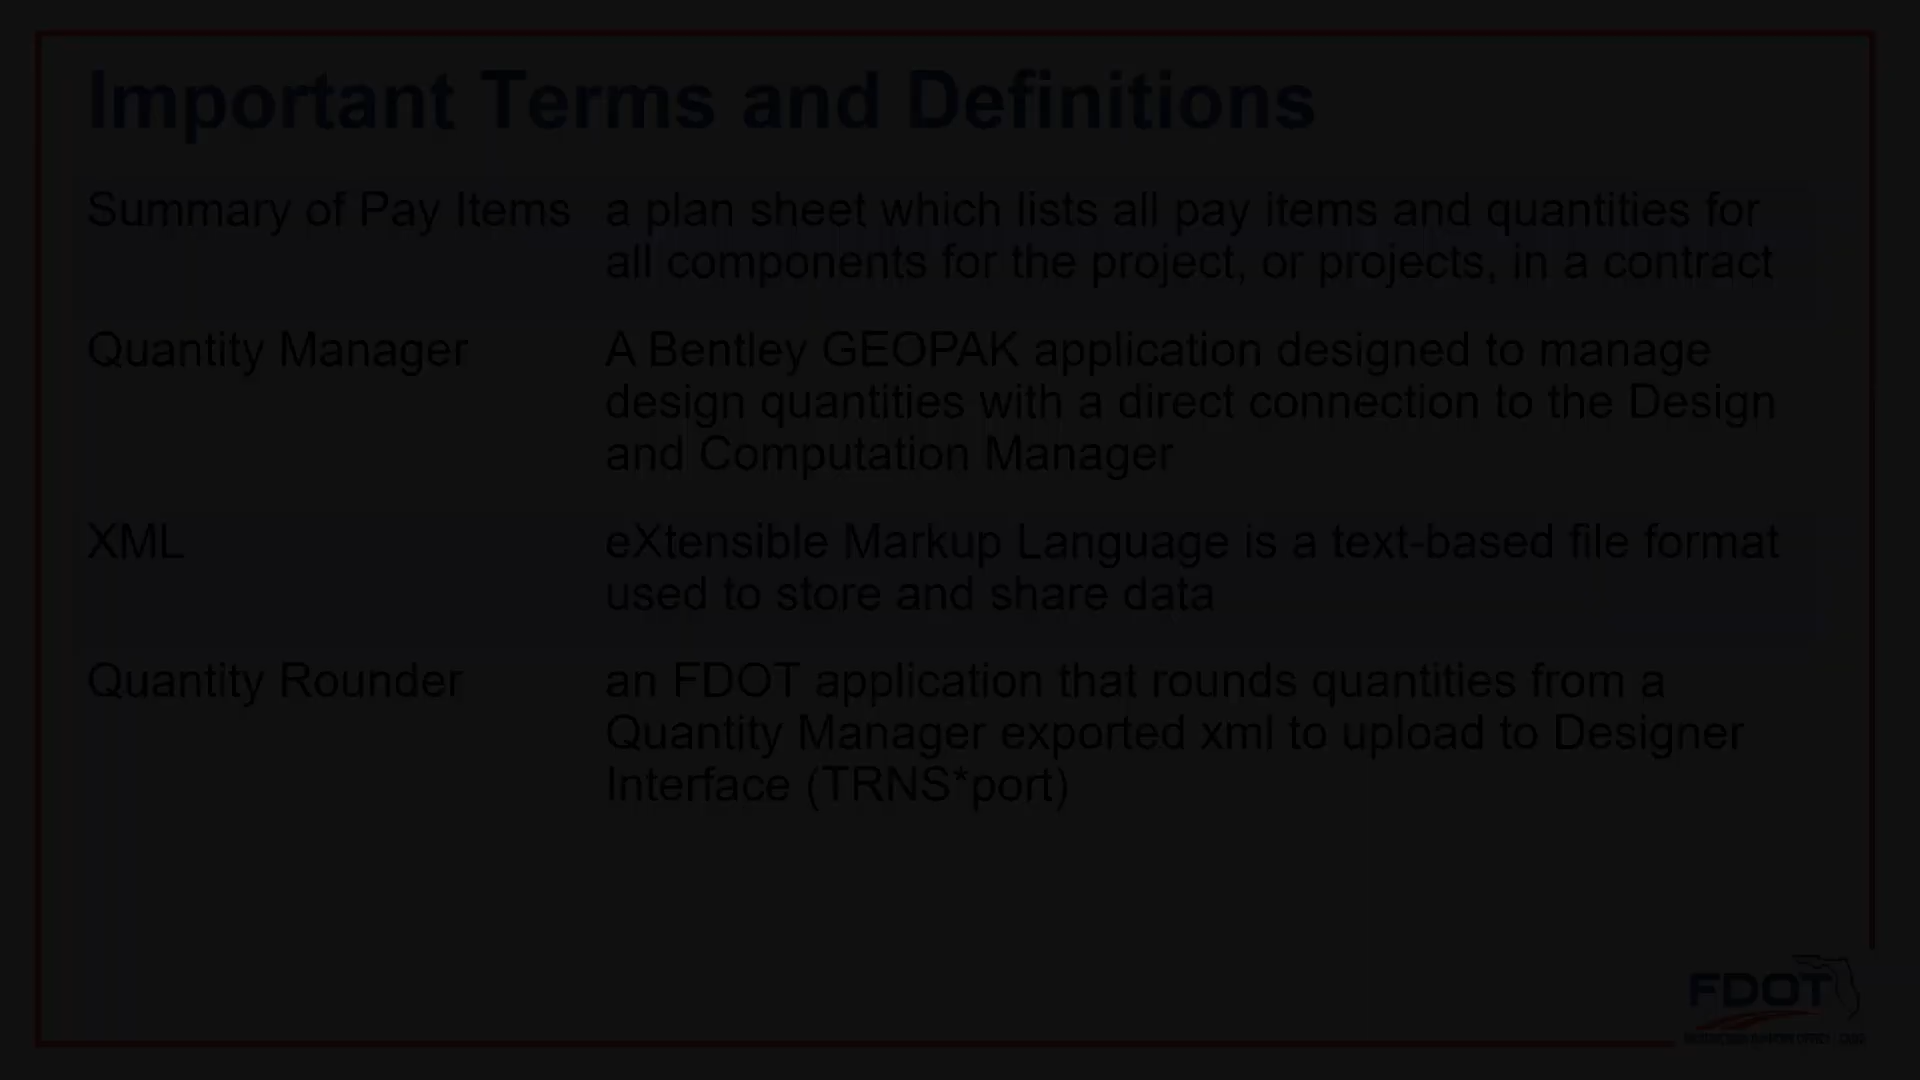 Important Terms and Definitions
Summary of Pay Items a plan sheet which lists all pay items and quantities for
all components for the project, or projects, in a contract
Quantity Manager A Bentley GEOPAK application designed to manage
design quantities with a direct connection to the Design
and Computation Manager
XML eXtensible Markup Language is a text-based file format
used to store and share data
Quantity Rounder an FDOT application that rounds quantities from a
Quantity Manager exported xml to upload to Designer
Interface (TRNS*port)
FDOT